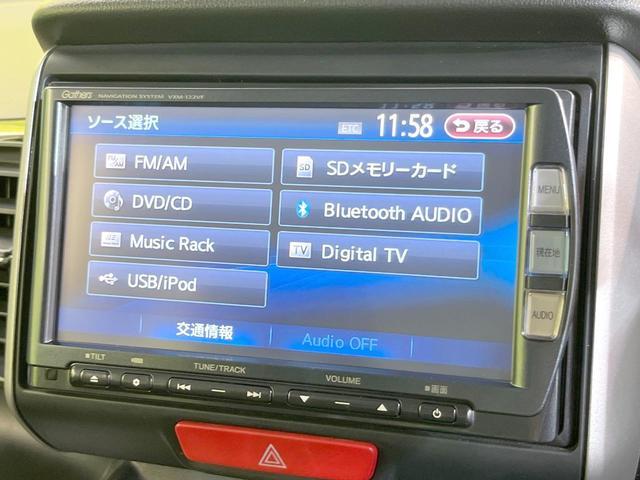 Gathers NAVIGATION SYSTEM VXM-122VF
ソース選択
ETC 11:58 戻る
FM/AM
SDメモリーカード
DVD/CD
Bluetooth AUDIO
Music Rack
TV Digital TV
USB/iPod
交通情報
Audio OFF
MENU
現在地
AUDIO
TILT
TUNE/TRACK
VOLUME
画面